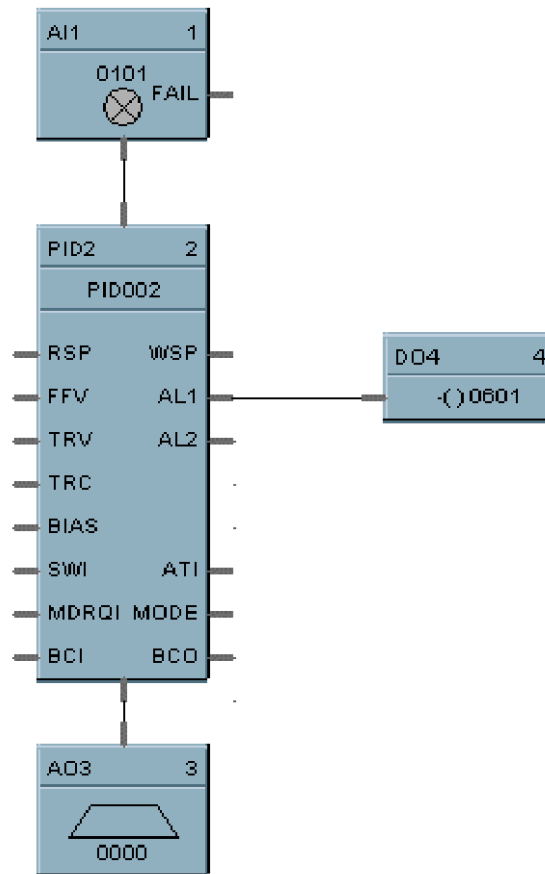 AI1 1
0101
FAIL
PID2 2
PID002
RSP WSP
FFV AL1
TRV AL2
TRC
BIAS
SWI ATI
MDRQI MODE
BCI BCO
DO4 4
-( ) 0601
AO3 3
0000